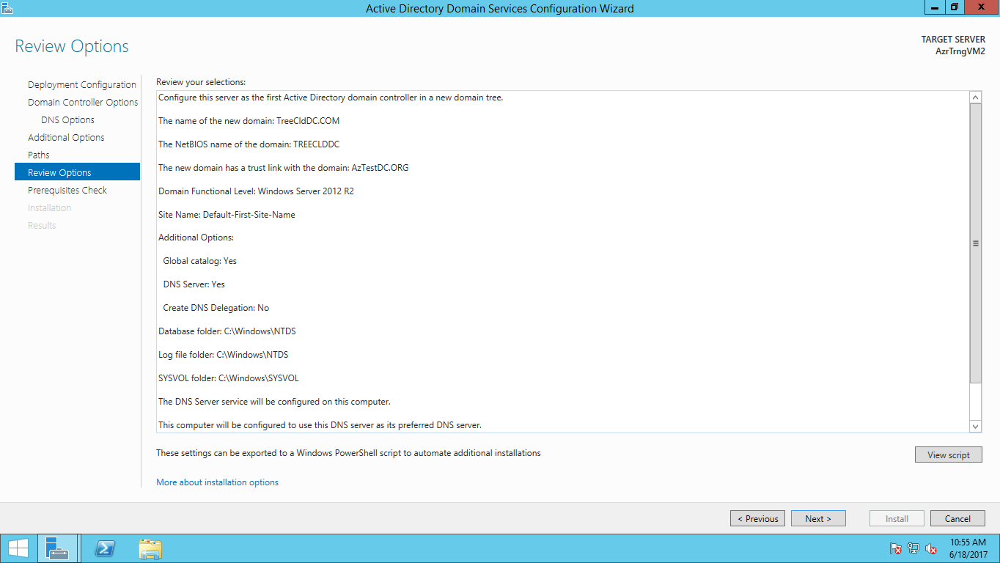 Active Directory Domain Services Configuration Wizard
Review Options
TARGET SERVER
AzrTrngVM2
Deployment Configuration
Domain Controller Options
DNS Options
Additional Options
Paths
Review Options
Prerequisites Check
Installation
Results
Review your selections:
Configure this server as the first Active Directory domain controller in a new domain tree.
The name of the new domain: TreeCldDC.COM
The NetBIOS name of the domain: TREECLDDC
The new domain has a trust link with the domain: AzTestDC.ORG
Domain Functional Level: Windows Server 2012 R2
Site Name: Default-First-Site-Name
Additional Options:
Global catalog: Yes
DNS Server: Yes
Create DNS Delegation: No
Database folder: C:\Windows\NTDS
Log file folder: C:\Windows\NTDS
SYSVOL folder: C:\Windows\SYSVOL
The DNS Server service will be configured on this computer.
This computer will be configured to use this DNS server as its preferred DNS server.
These settings can be exported to a Windows PowerShell script to automate additional installations
View script
More about installation options
< Previous
Next >
Install
Cancel
10:55 AM
6/18/2017